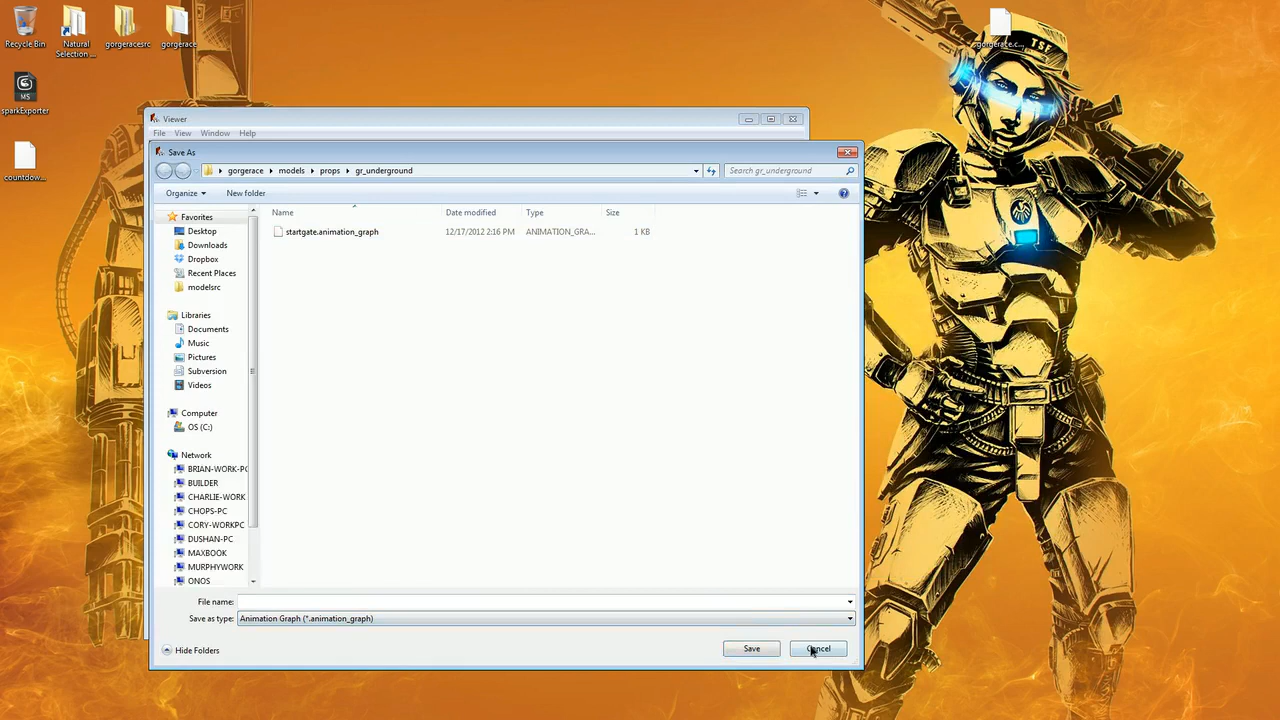 Recycle Bin
Natural
Selection ...
gorgeracesrc
gorgerace
sparkExporter
countdow...
gorgerace.c...
TSF
Viewer
File View Window Help
Save As
gorgerace models props gr_underground
Search gr_underground
Organize
New folder
Name
Date modified
Type
Size
startgate.animation_graph
12/17/2012 2:16 PM
ANIMATION_GRA...
1 KB
Favorites
Desktop
Downloads
Dropbox
Recent Places
modelsrc
Libraries
Documents
Music
Pictures
Subversion
Videos
Computer
OS (C:)
Network
BRIAN-WORK-PC
BUILDER
CHARLIE-WORK
CHOPS-PC
CORY-WORKPC
DUSHAN-PC
MAXBOOK
MURPHYWORK
ONOS
File name:
Save as type:
Animation Graph (*.animation_graph)
Hide Folders
Save
Cancel